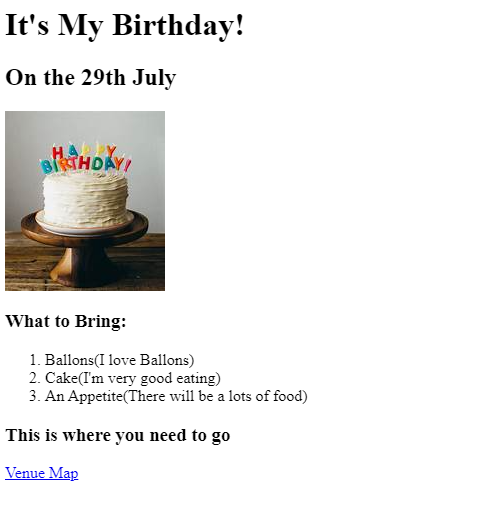 It's My Birthday!
On the 29th July
HAPPY
BIRTHDAY!
What to Bring:
1. Ballons(I love Ballons)
2. Cake(I'm very good eating)
3. An Appetite(There will be a lots of food)
This is where you need to go
Venue Map